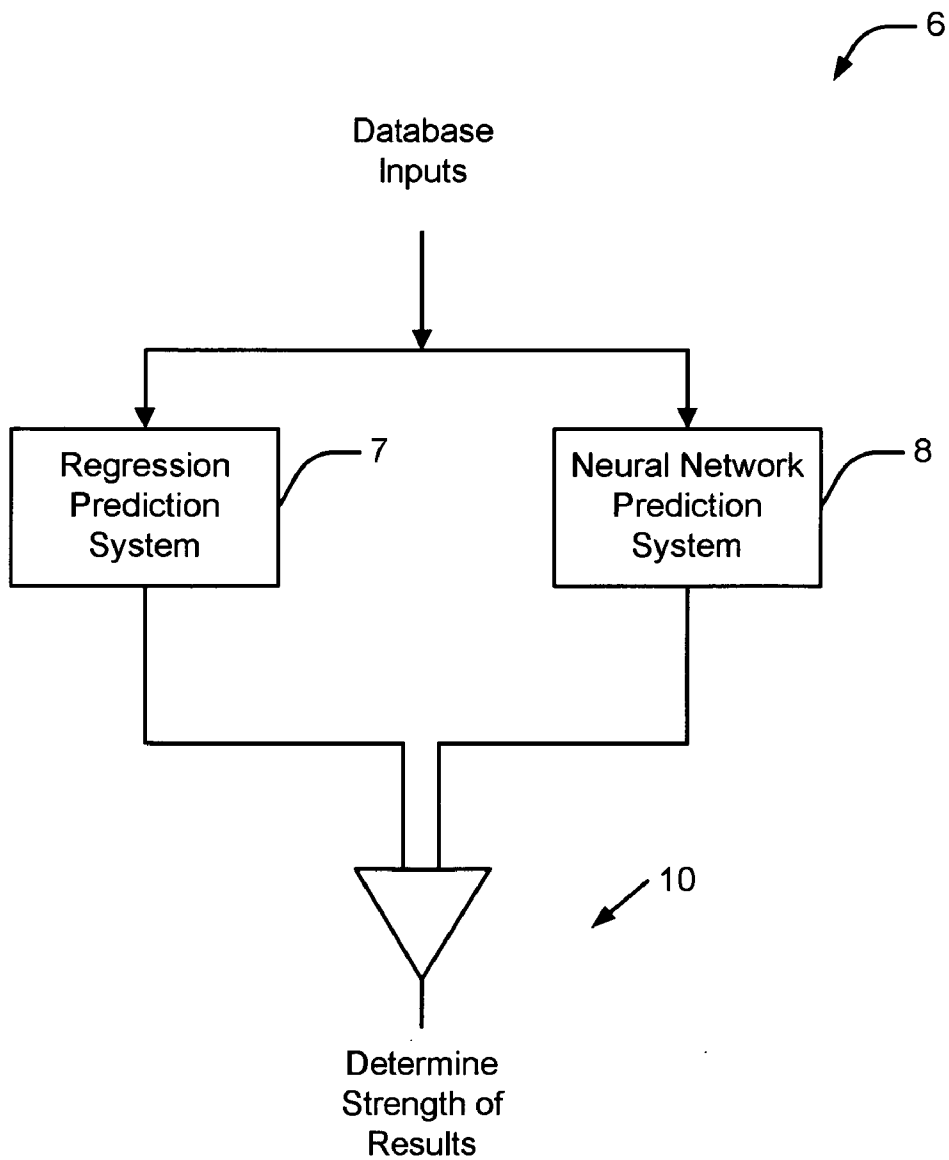 6
Database
Inputs
Regression
Prediction
System
7
Neural Network
Prediction
System
8
10
Determine
Strength of
Results